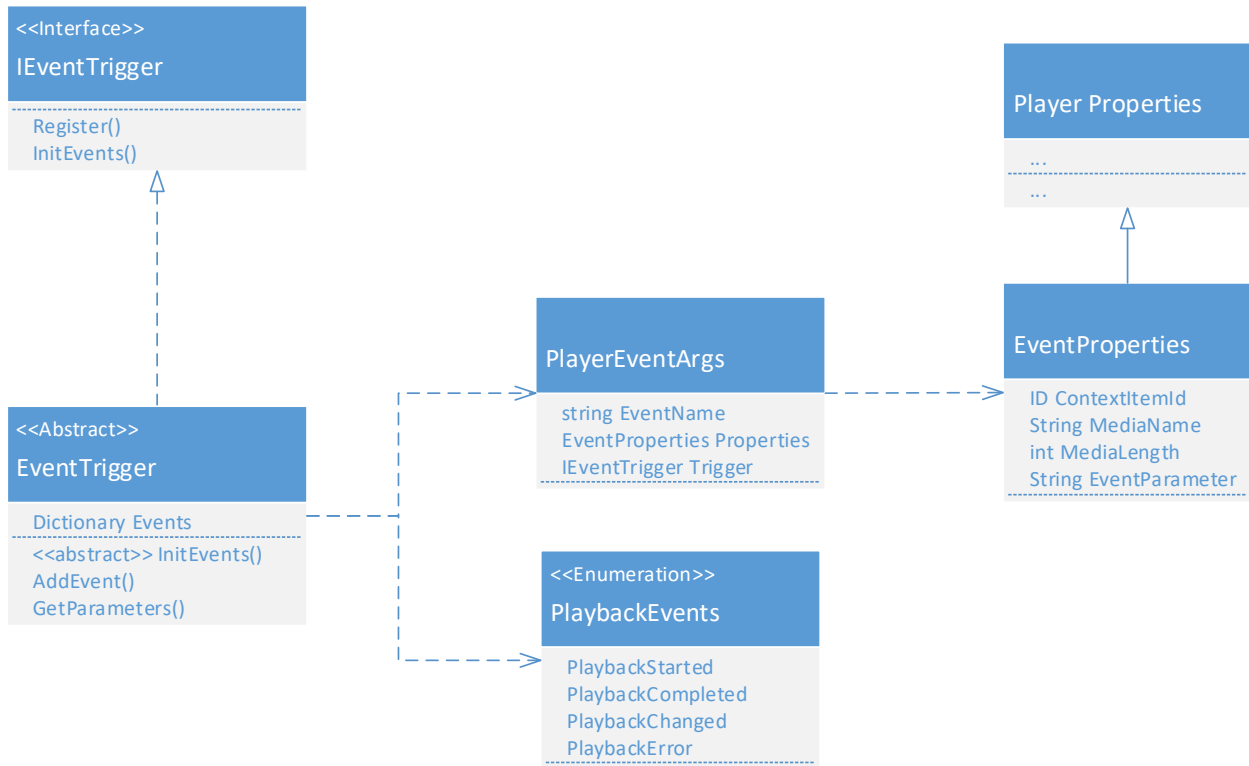 <<Interface>>
IEventTrigger
Register()
InitEvents()
Player Properties
...
...
<<Abstract>>
EventTrigger
Dictionary Events
<<abstract>> InitEvents()
AddEvent()
GetParameters()
PlayerEventArgs
string EventName
EventProperties Properties
IEventTrigger Trigger
EventProperties
ID ContextItemId
String MediaName
int MediaLength
String EventParameter
<<Enumeration>>
PlaybackEvents
PlaybackStarted
PlaybackCompleted
PlaybackChanged
PlaybackError